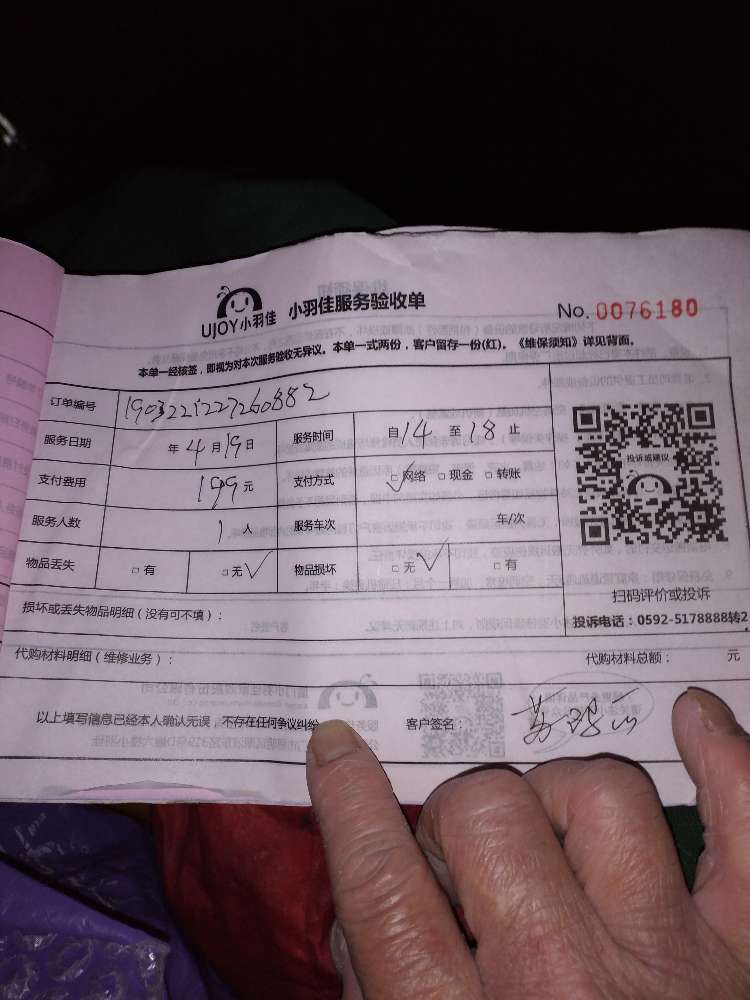 UJOY小羽佳 小羽佳服务验收单 No. 0076180
本单一经核签，即视为对本次服务验收无异议。本单一式两份，客户留存一份(红)。《维保须知》详见背面。
订单编号 1903221227260882
服务日期 年 4 月 19 日 服务时间 自 14 至 18 止
支付费用 199 元 支付方式 □网络 □现金 □转账
服务人数 1 人 服务车次 车/次
物品丢失 □有 □无 物品损坏 □无 □有
投诉或建议
扫码评价或投诉
投诉电话：0592-5178888转2
损坏或丢失物品明细（没有可不填）：
代购材料明细（维修业务）： 代购材料总额： 元
以上填写信息已经本人确认无误，不存在任何争议纠纷 客户签名： 苏